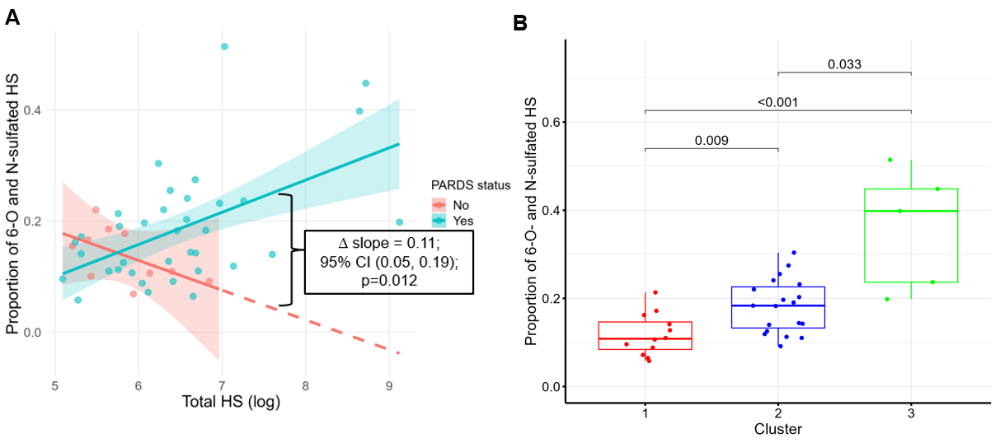 A
Proportion of 6-O and N-sulfated HS
0.4
0.2
0.0
5 6 7 8 9
Total HS (log)
PARDS status
No
Yes
Δ slope = 0.11;
95% CI (0.05, 0.19);
p=0.012
B
Proportion of 6-O- and N-sulfated HS
0.6
0.4
0.2
0.0
0.033
<0.001
0.009
1 2 3
Cluster